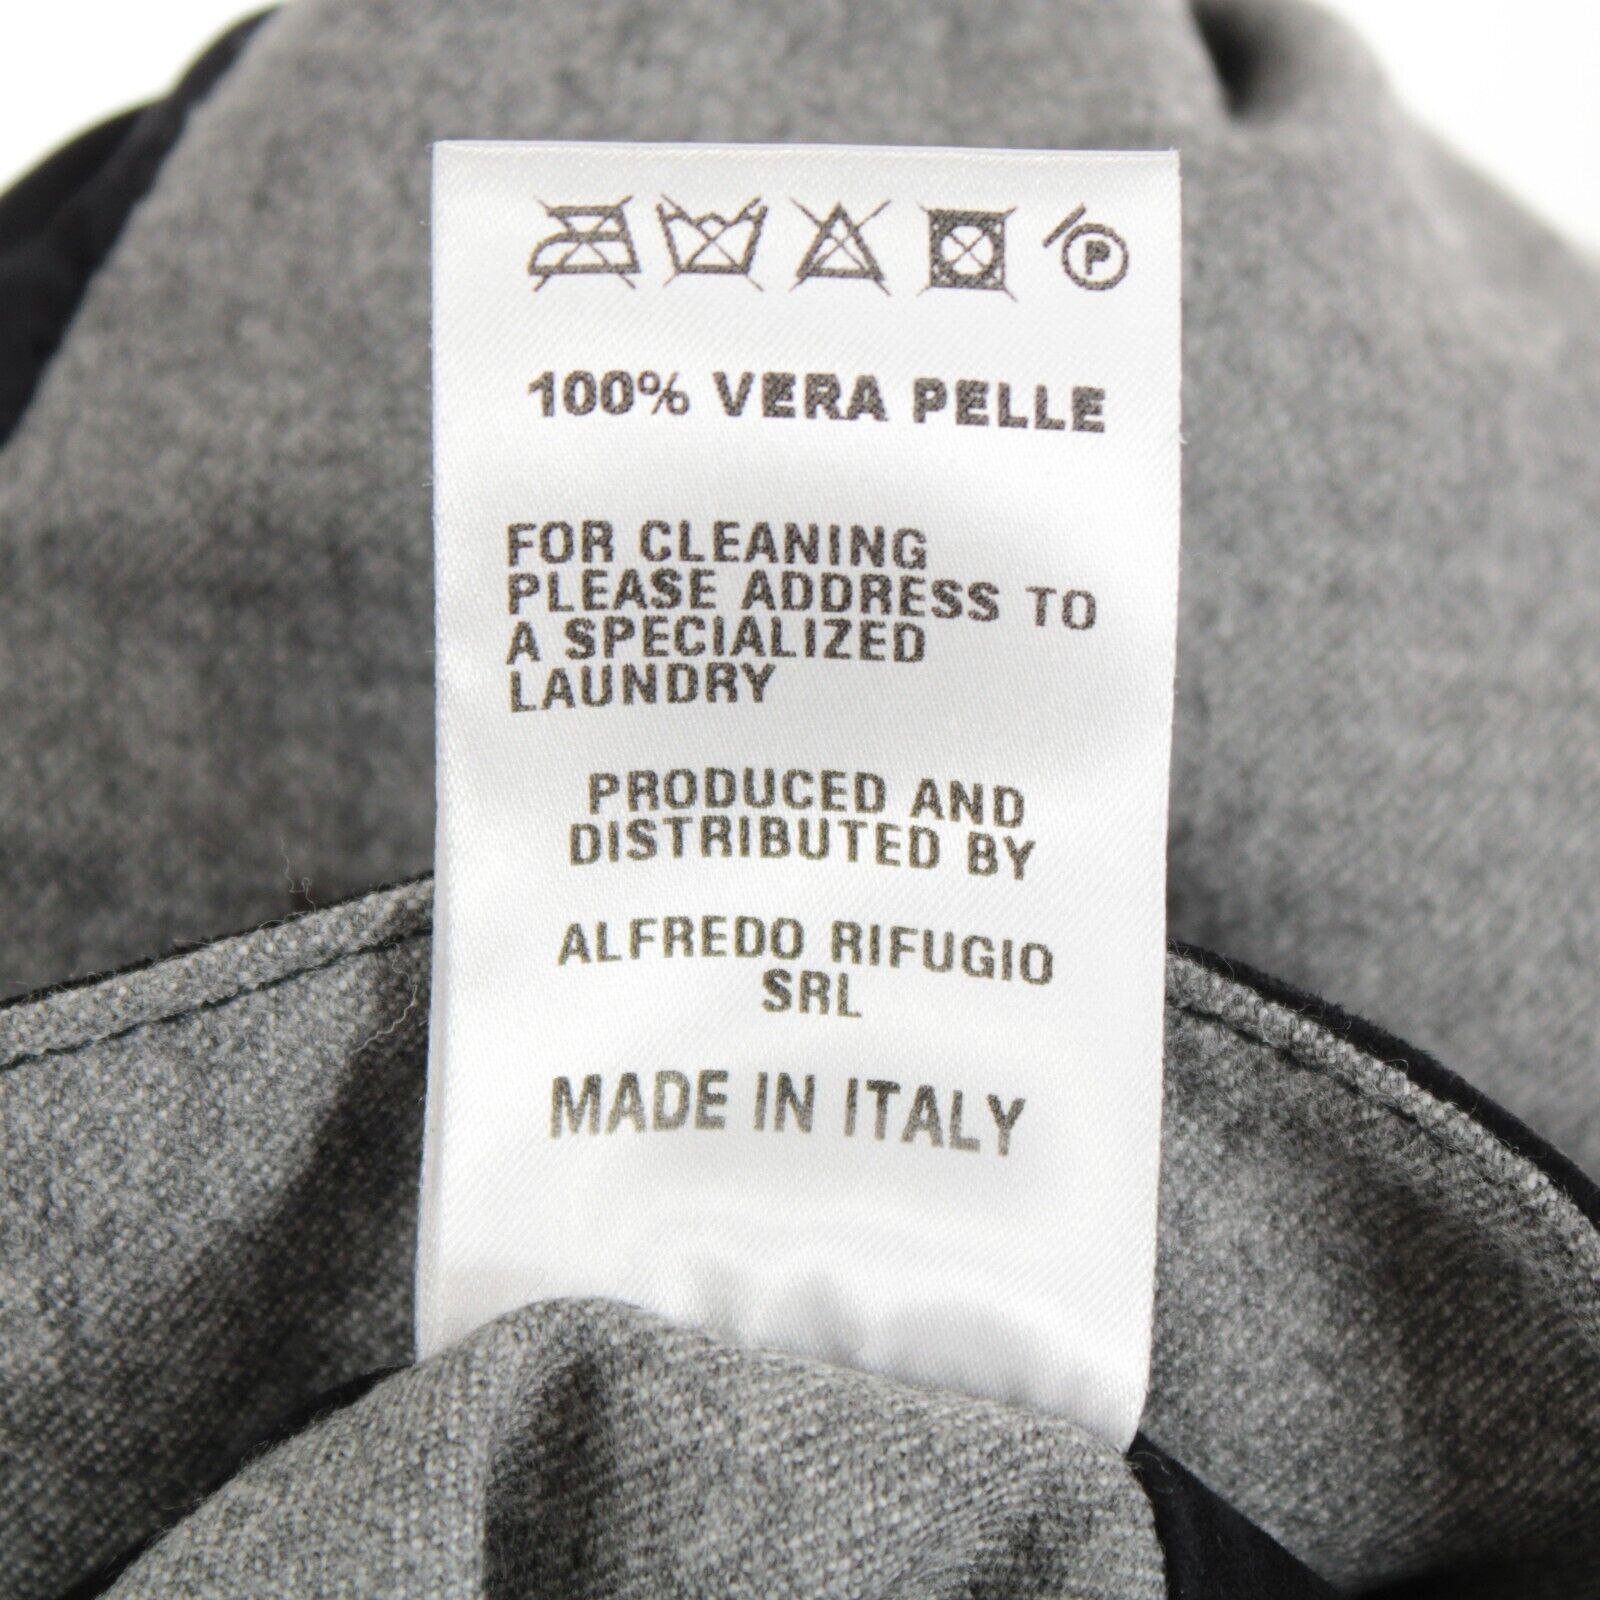 P
100% VERA PELLE
FOR CLEANING
PLEASE ADDRESS TO
A SPECIALIZED
LAUNDRY
PRODUCED AND
DISTRIBUTED BY
ALFREDO RIFUGIO
SRL
MADE IN ITALY